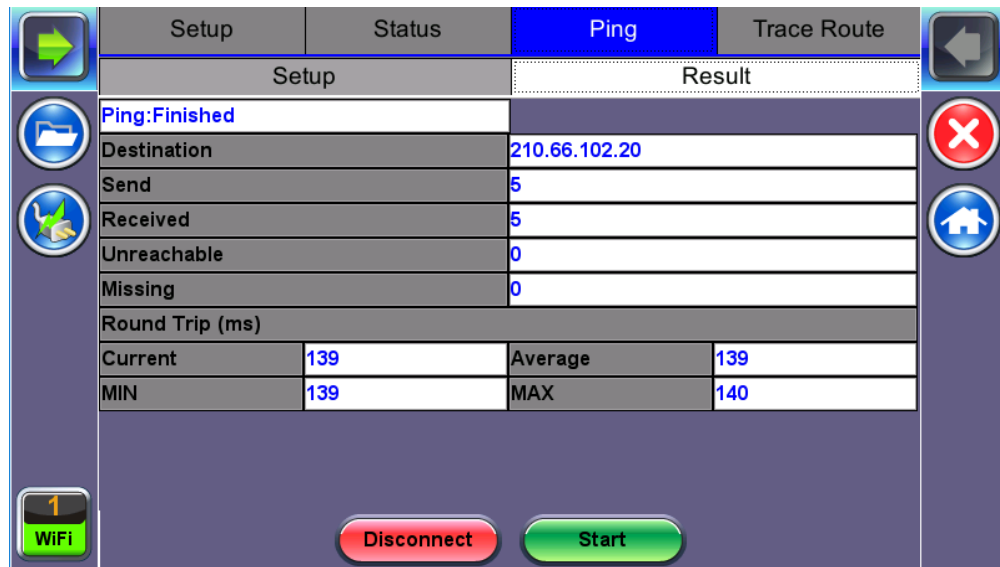 Setup Status Ping Trace Route
Setup Result
Ping:Finished
Destination 210.66.102.20
Send 5
Received 5
Unreachable 0
Missing 0
Round Trip (ms)
Current 139 Average 139
MIN 139 MAX 140
1
WiFi
Disconnect Start